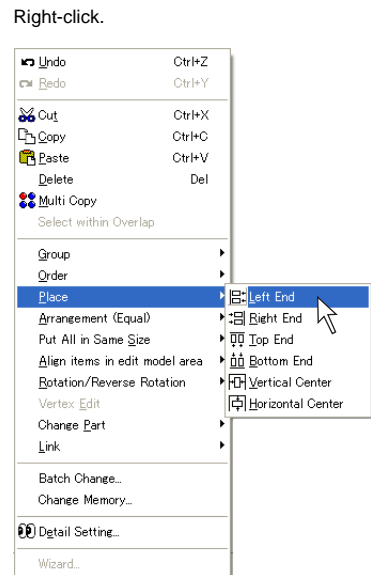 Right-click.
Undo Ctrl+Z
Redo Ctrl+Y
Cut Ctrl+X
Copy Ctrl+C
Paste Ctrl+V
Delete Del
Multi Copy
Select within Overlap
Group
Order
Place
Left End
Arrangement (Equal)
Right End
Put All in Same Size
Top End
Align items in edit model area
Bottom End
Rotation/Reverse Rotation
Vertical Center
Vertex Edit
Horizontal Center
Change Part
Link
Batch Change...
Change Memory...
Detail Setting...
Wizard...